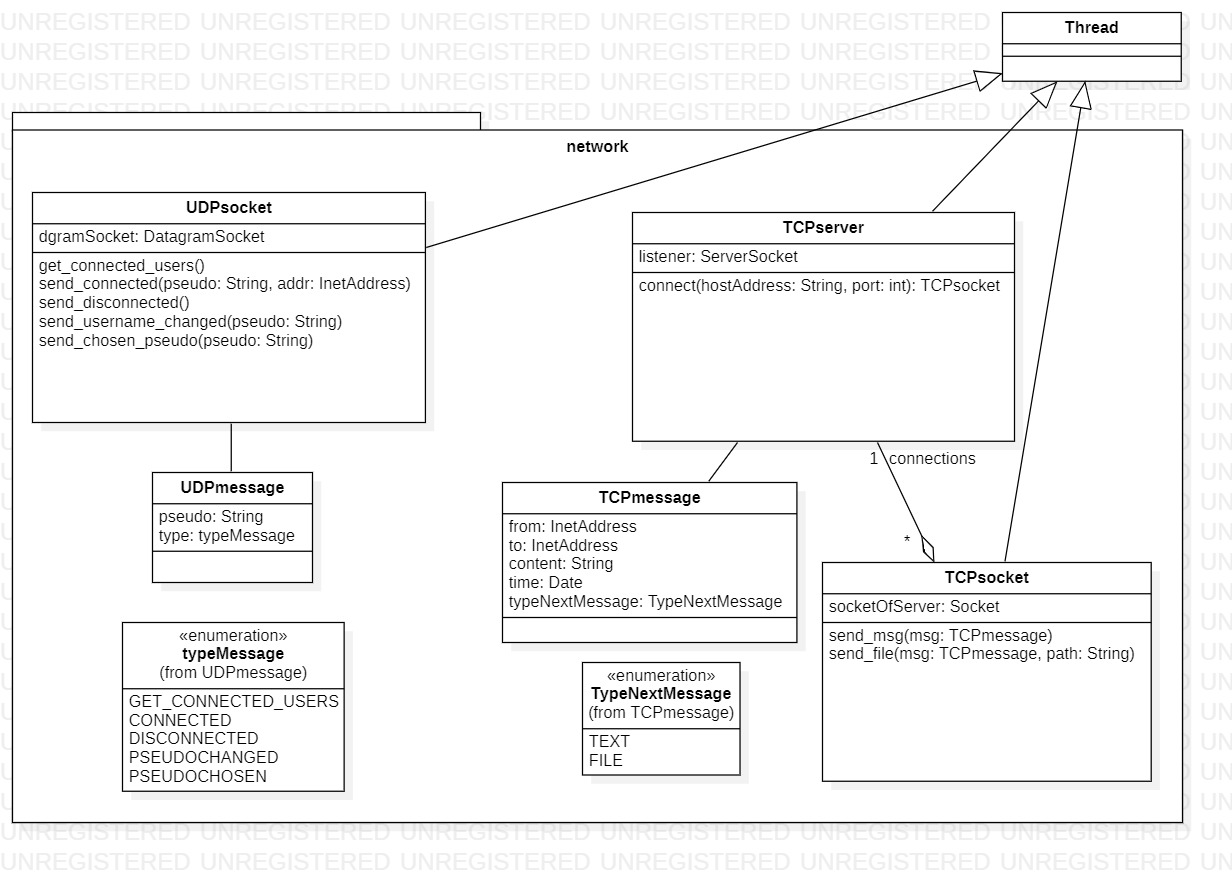 Thread
network
UDPsocket
dgramSocket: DatagramSocket
get_connected_users()
send_connected(pseudo: String, addr: InetAddress)
send_disconnected()
send_username_changed(pseudo: String)
send_chosen_pseudo(pseudo: String)
TCPserver
listener: ServerSocket
connect(hostAddress: String, port: int): TCPsocket
1 connections
*
UDPmessage
pseudo: String
type: typeMessage
TCPmessage
from: InetAddress
to: InetAddress
content: String
time: Date
typeNextMessage: TypeNextMessage
TCPsocket
socketOfServer: Socket
send_msg(msg: TCPmessage)
send_file(msg: TCPmessage, path: String)
«enumeration»
typeMessage
(from UDPmessage)
GET_CONNECTED_USERS
CONNECTED
DISCONNECTED
PSEUDOCHANGED
PSEUDOCHOSEN
«enumeration»
TypeNextMessage
(from TCPmessage)
TEXT
FILE
UNREGISTERED UNREGISTERED UNREGISTERED UNREGISTERED UNREGISTERED UNREGISTERED UN